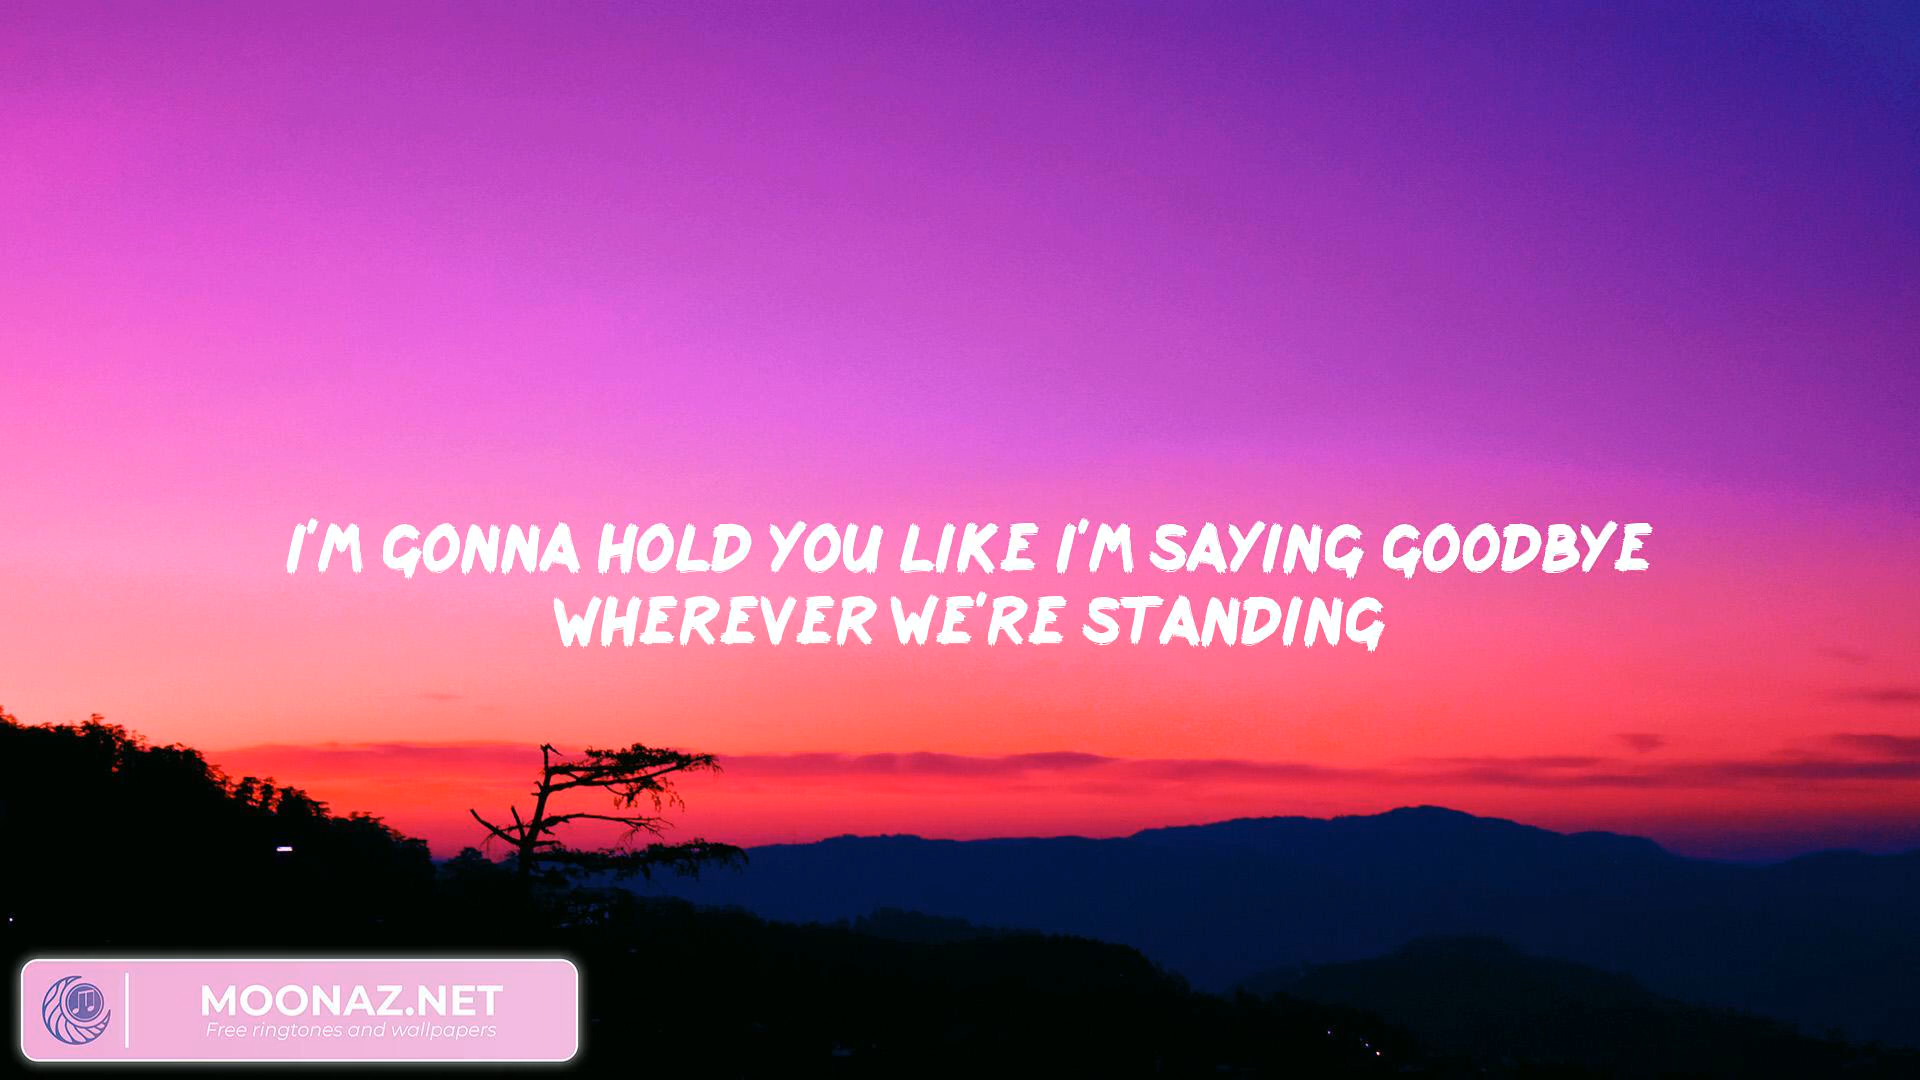 I'M GONNA HOLD YOU LIKE I'M SAYING GOODBYE
WHEREVER WE'RE STANDING
MOONAZ.NET
Free ringtones and wallpapers